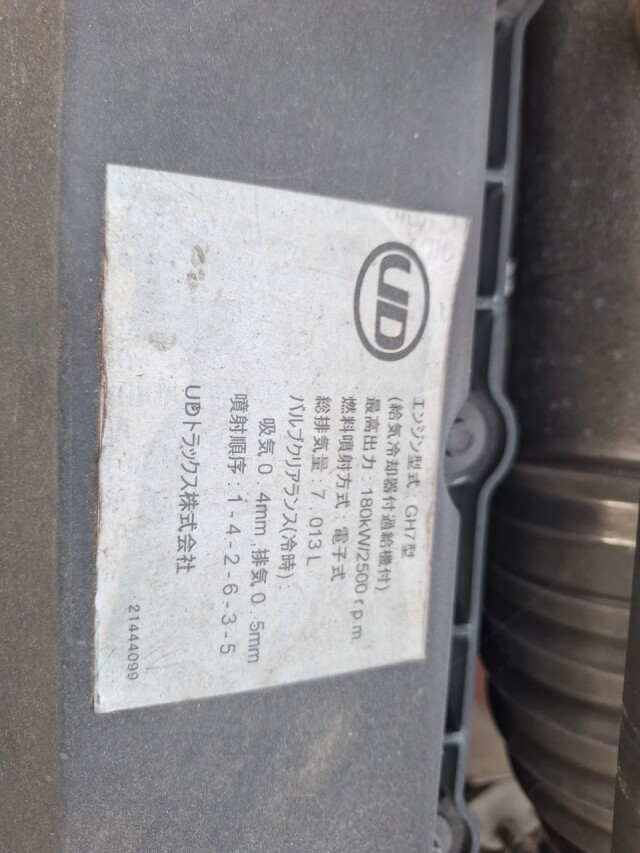 UD
エンジン型式:GH7型
(給気冷却器付過給機付)
最高出力:180kW/2500 r.p.m.
燃料噴射方式:電子式
総排気量:7.013L
バルブクリアランス(冷時):
吸気0.4mm,排気0.5mm
噴射順序:1-4-2-6-3-5
UDトラックス株式会社
21444099